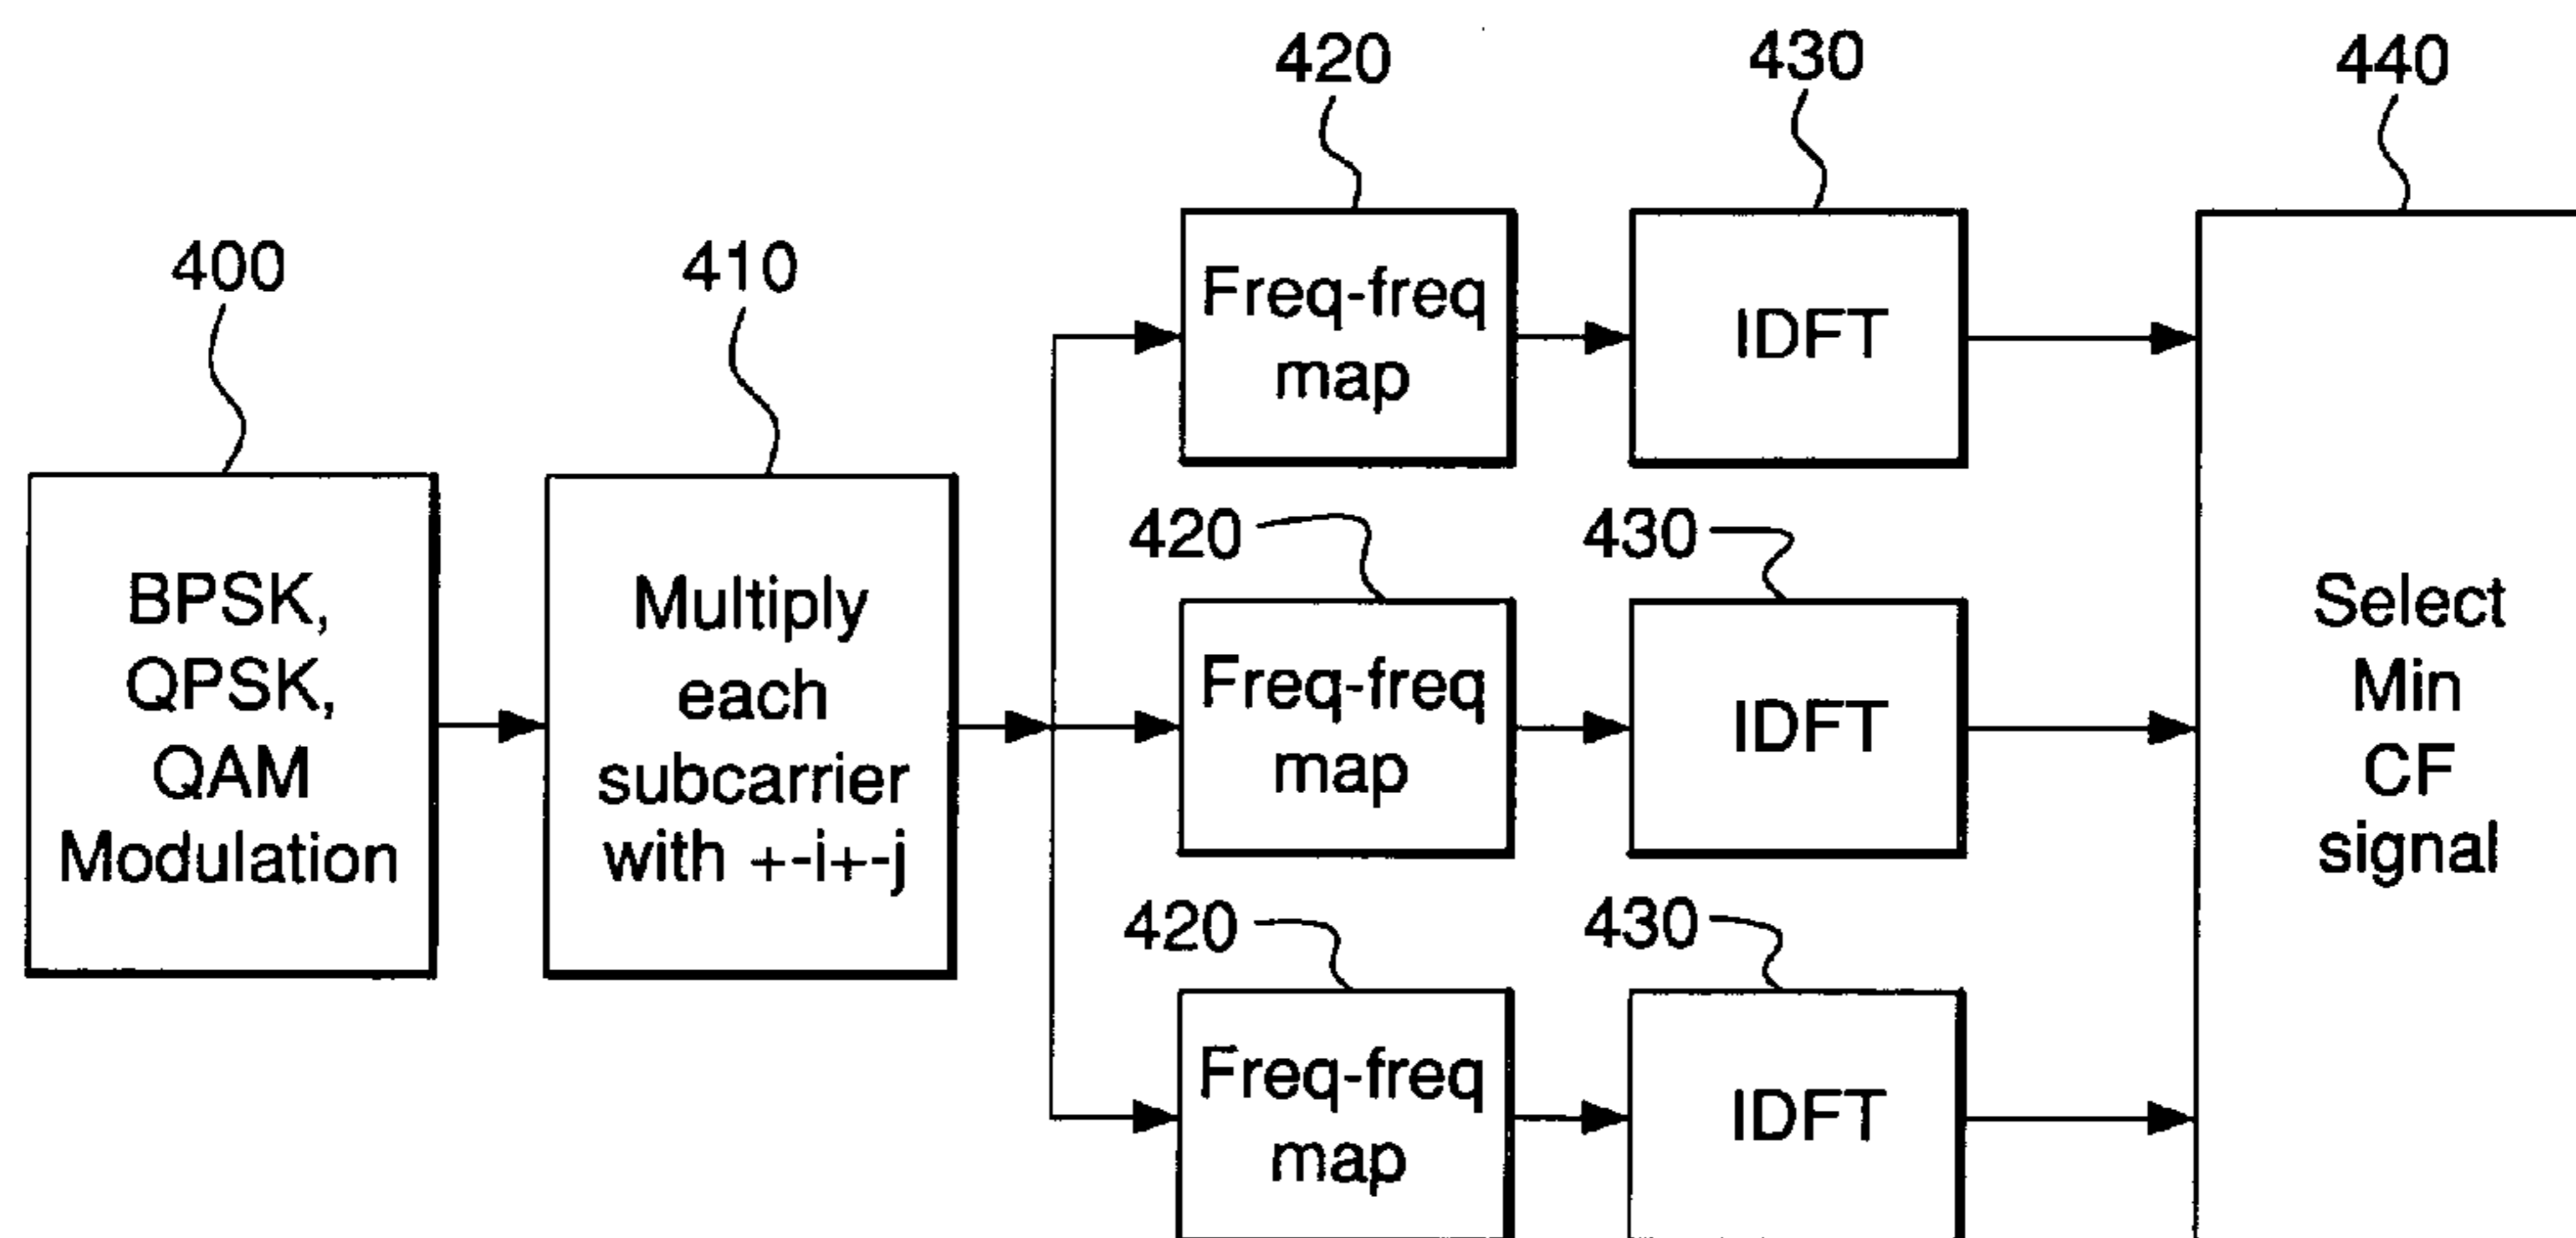 420
430
440
400
410
Freq-freq
map
IDFT
420
430
BPSK,
QPSK,
QAM
Modulation
Multiply
each
subcarrier
with +-i+-j
Freq-freq
map
IDFT
Select
Min
CF
signal
420
430
Freq-freq
map
IDFT